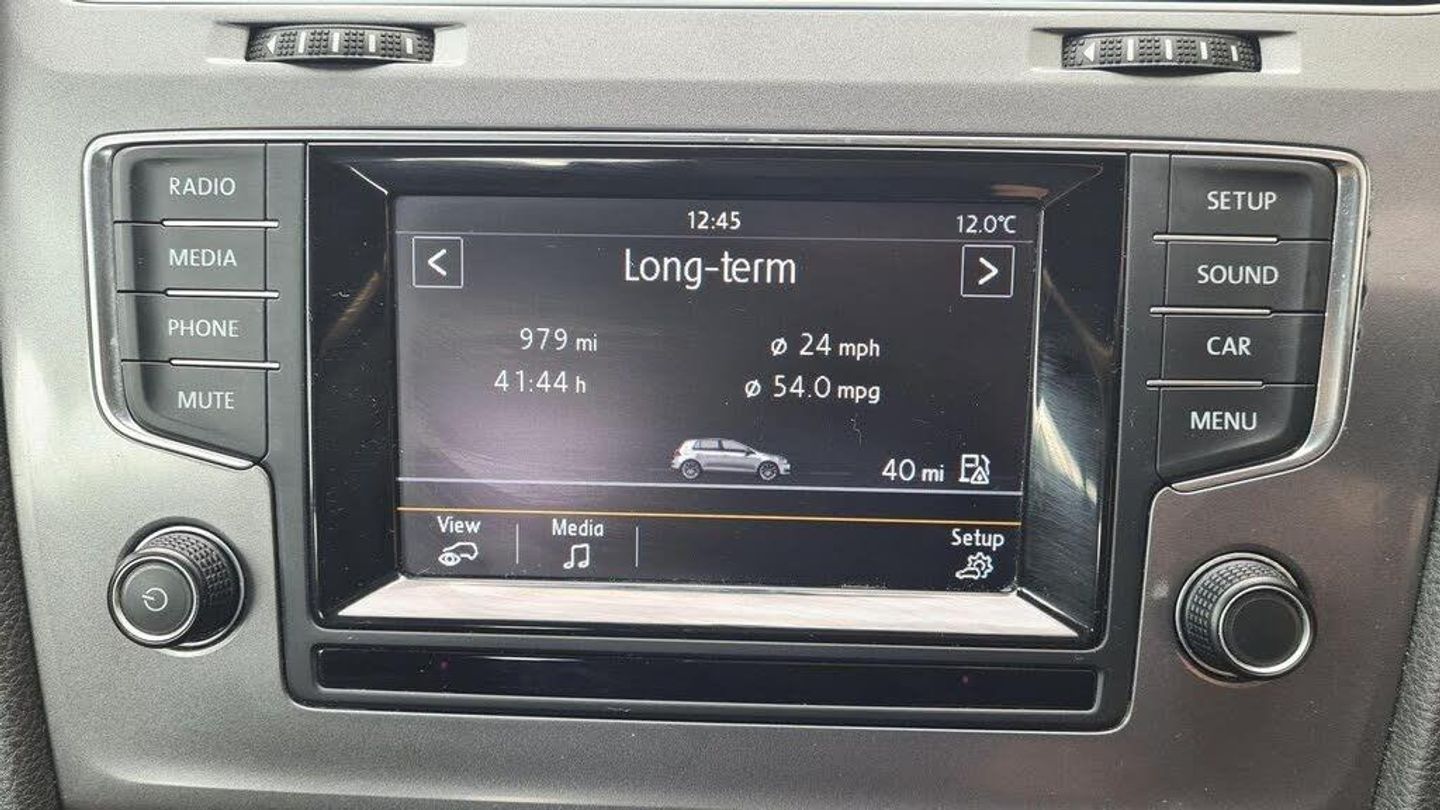 RADIO
MEDIA
PHONE
MUTE
12:45
12.0°C
<
Long-term
>
979 mi
ø 24 mph
41:44 h
ø 54.0 mpg
40 mi
View
Media
Setup
SETUP
SOUND
CAR
MENU